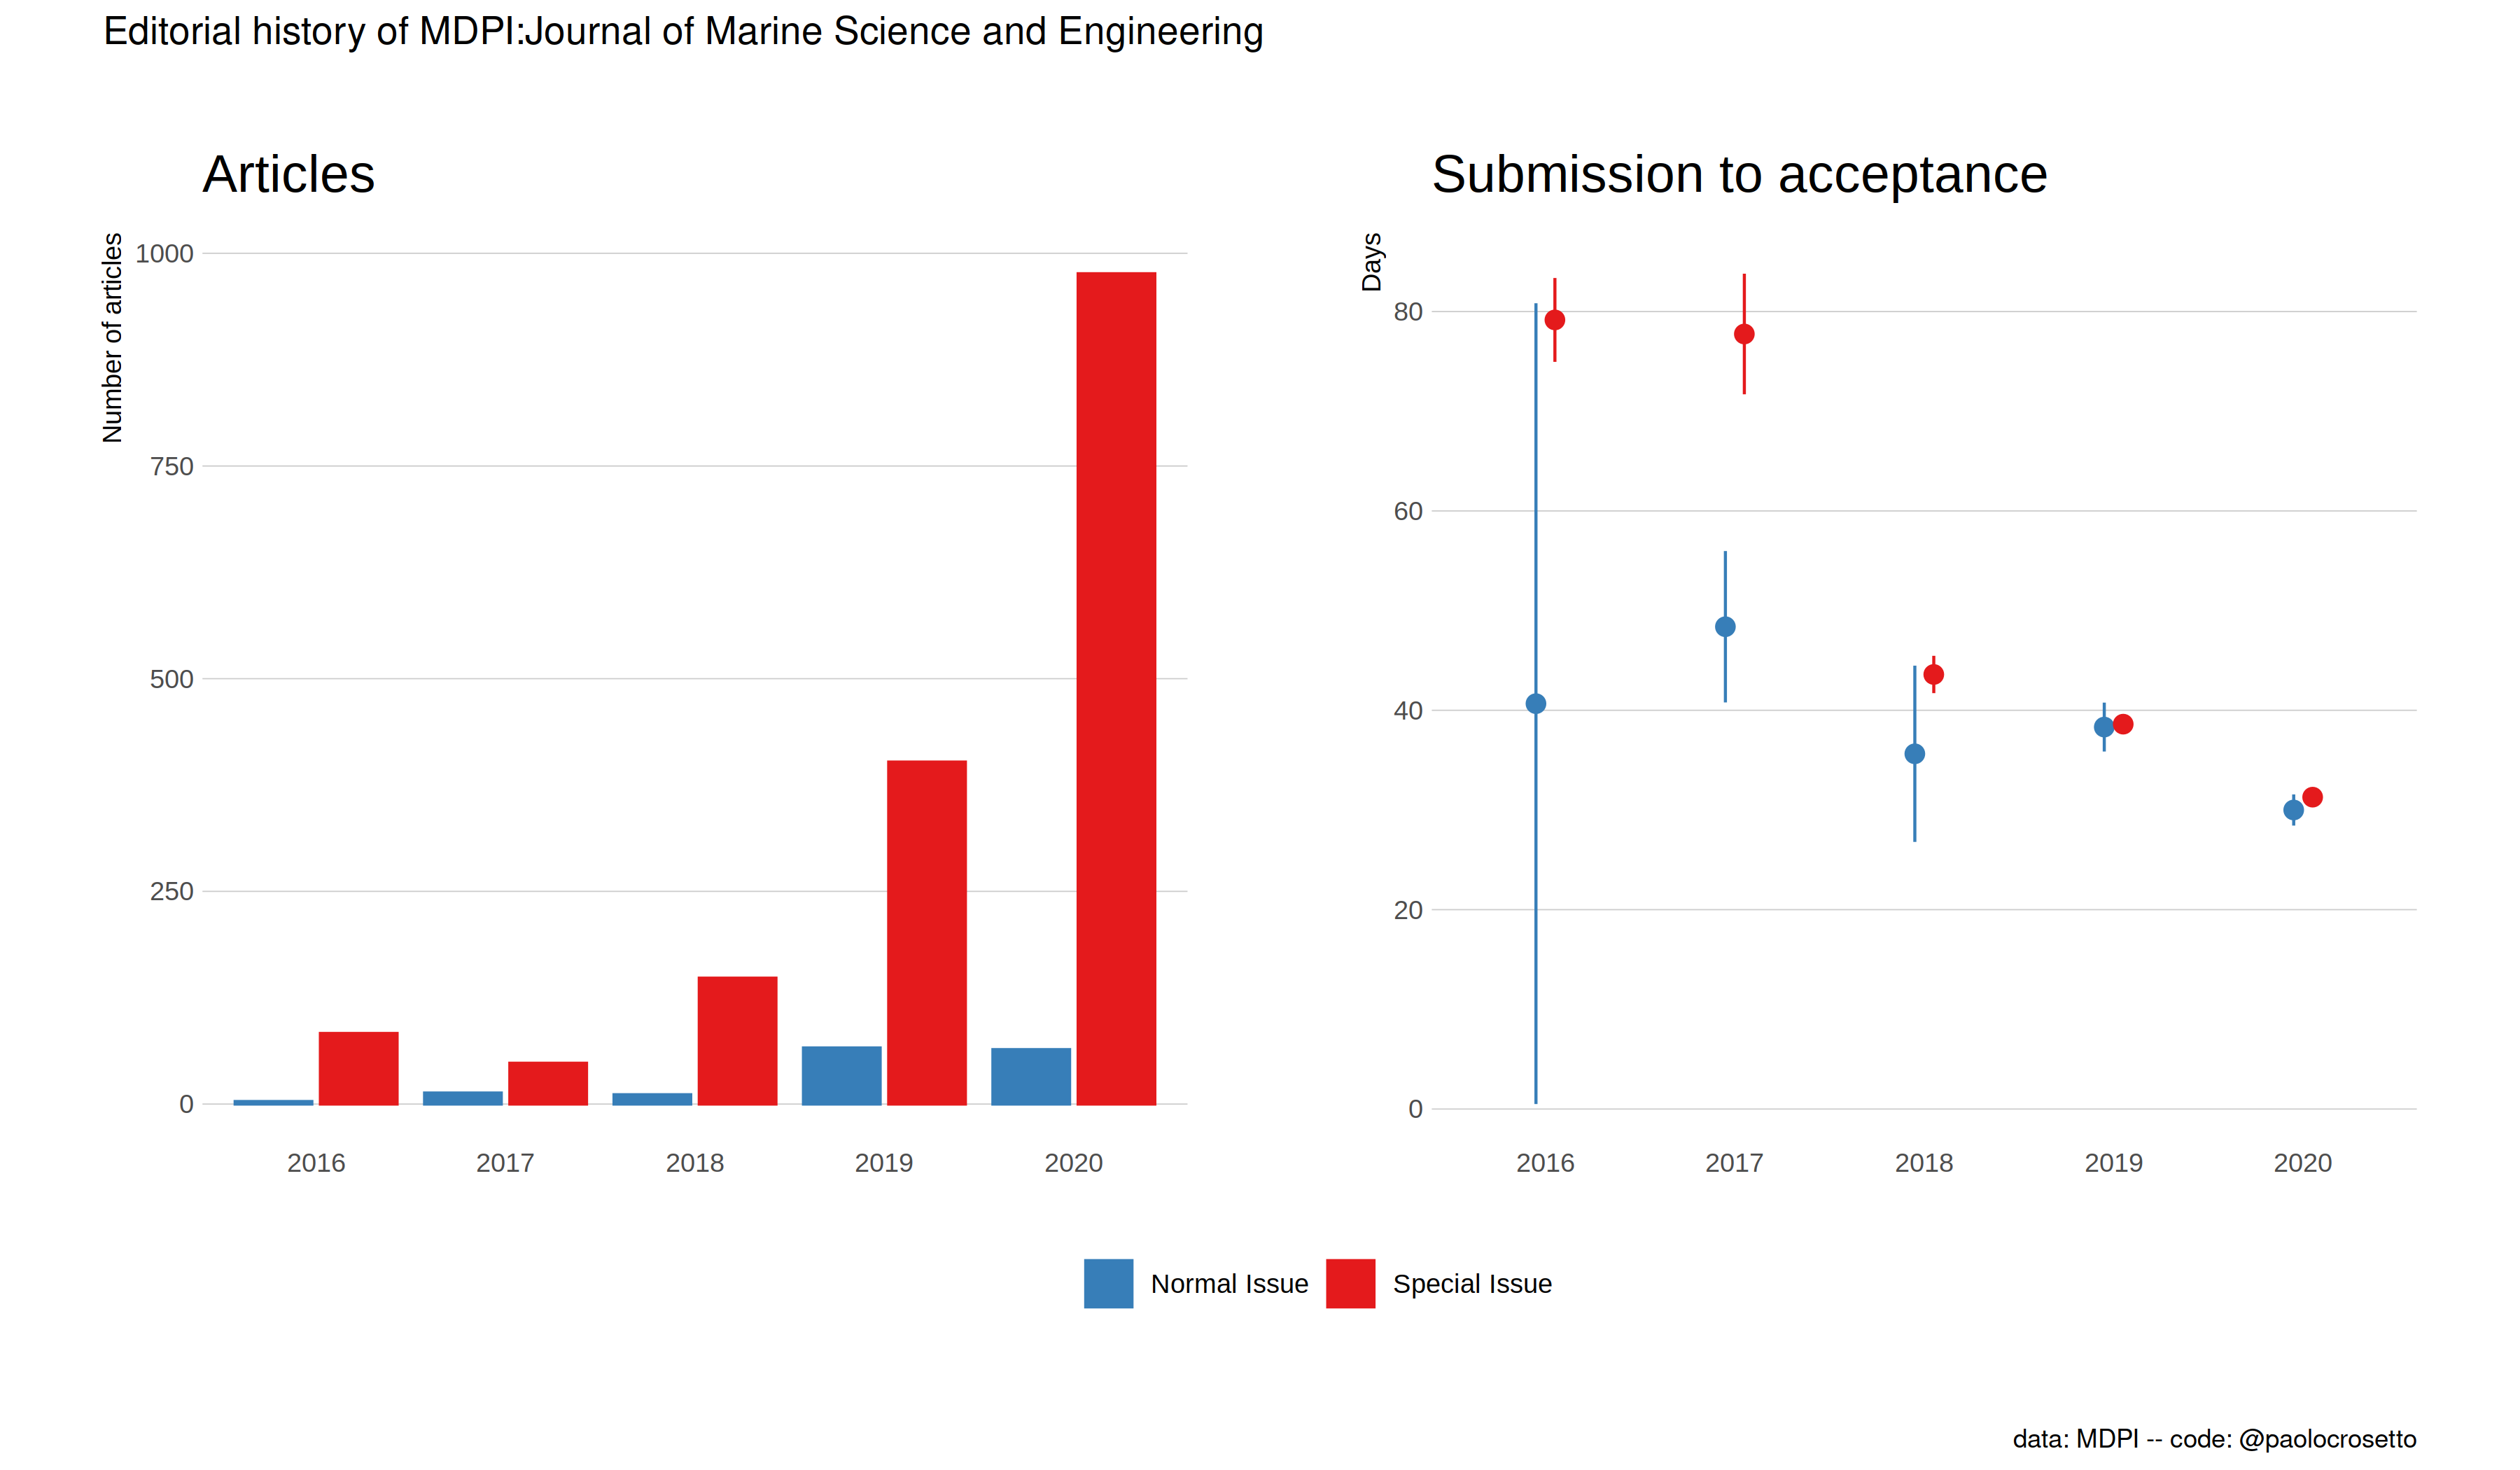 Editorial history of MDPI:Journal of Marine Science and Engineering
Articles
Number of articles
1000
750
500
250
0
2016 2017 2018 2019 2020
Submission to acceptance
Days
80
60
40
20
0
2016 2017 2018 2019 2020
Normal Issue Special Issue
data: MDPI -- code: @paolocrosetto